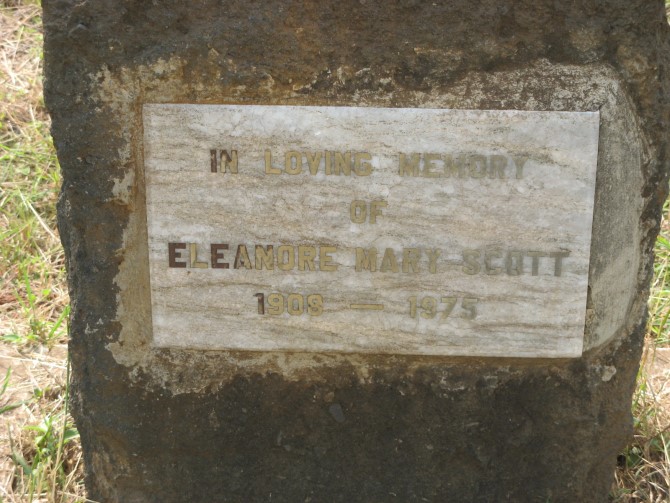 IN LOVING MEMORY
OF
ELEANORE MARY SCOTT
1908 — 1975